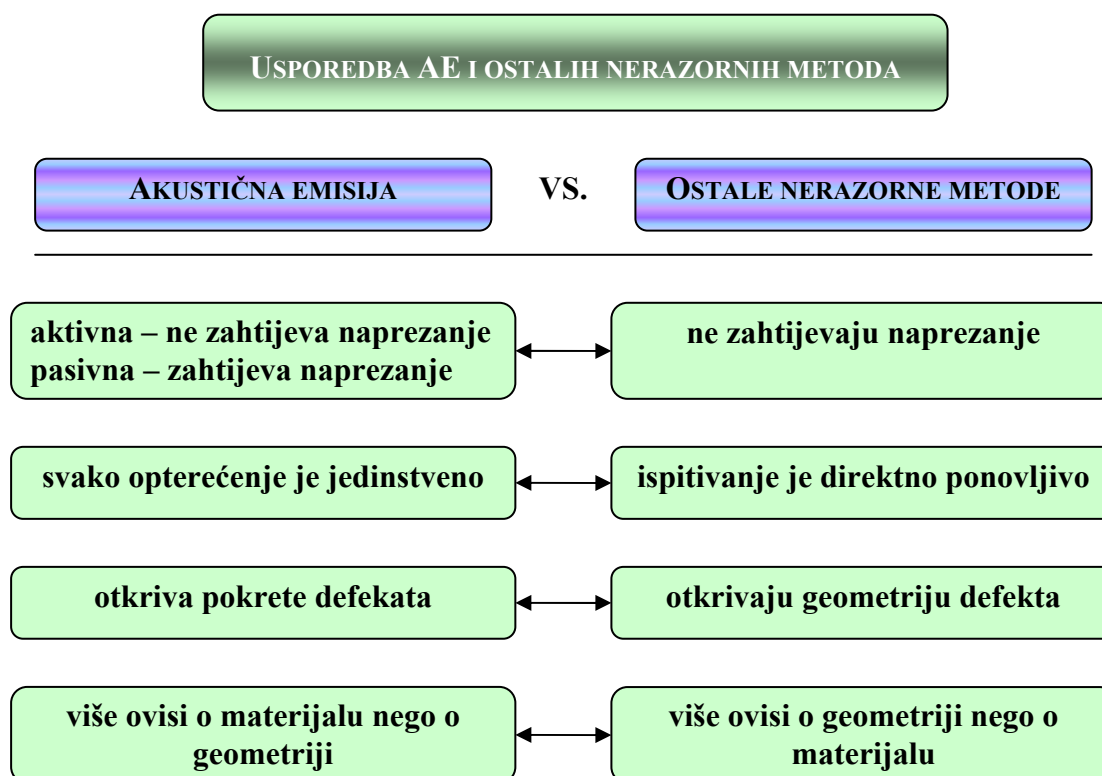 USPOREDBA AE I OSTALIH NERAZORNIH METODA
AKUSTIČNA EMISIJA VS. OSTALE NERAZORNE METODE
aktivna – ne zahtijeva naprezanje
pasivna – zahtijeva naprezanje
ne zahtijevaju naprezanje
svako opterećenje je jedinstveno
ispitivanje je direktno ponovljivo
otkriva pokrete defekata
otkrivaju geometriju defekta
više ovisi o materijalu nego o
geometriji
više ovisi o geometriji nego o
materijalu